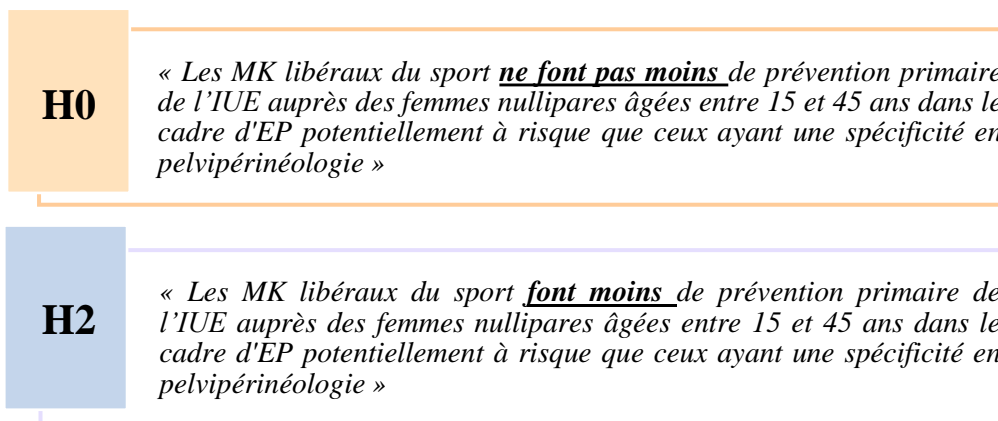 H0
« Les MK libéraux du sport ne font pas moins de prévention primaire
de l'IUE auprès des femmes nullipares âgées entre 15 et 45 ans dans le
cadre d'EP potentiellement à risque que ceux ayant une spécificité en
pelvipérinéologie »
H2
« Les MK libéraux du sport font moins de prévention primaire de
l'IUE auprès des femmes nullipares âgées entre 15 et 45 ans dans le
cadre d'EP potentiellement à risque que ceux ayant une spécificité en
pelvipérinéologie »